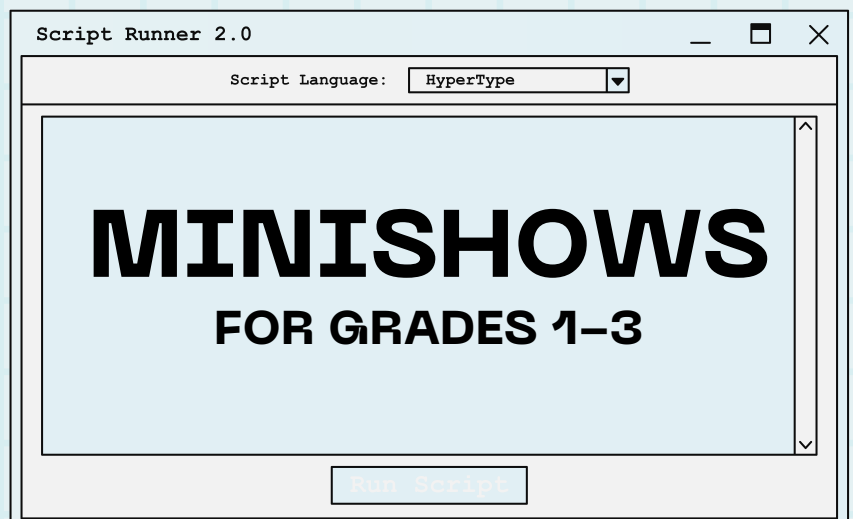 Script Runner 2.0
Script Language: HyperType
MINISHOWS
FOR GRADES 1–3
Run Script